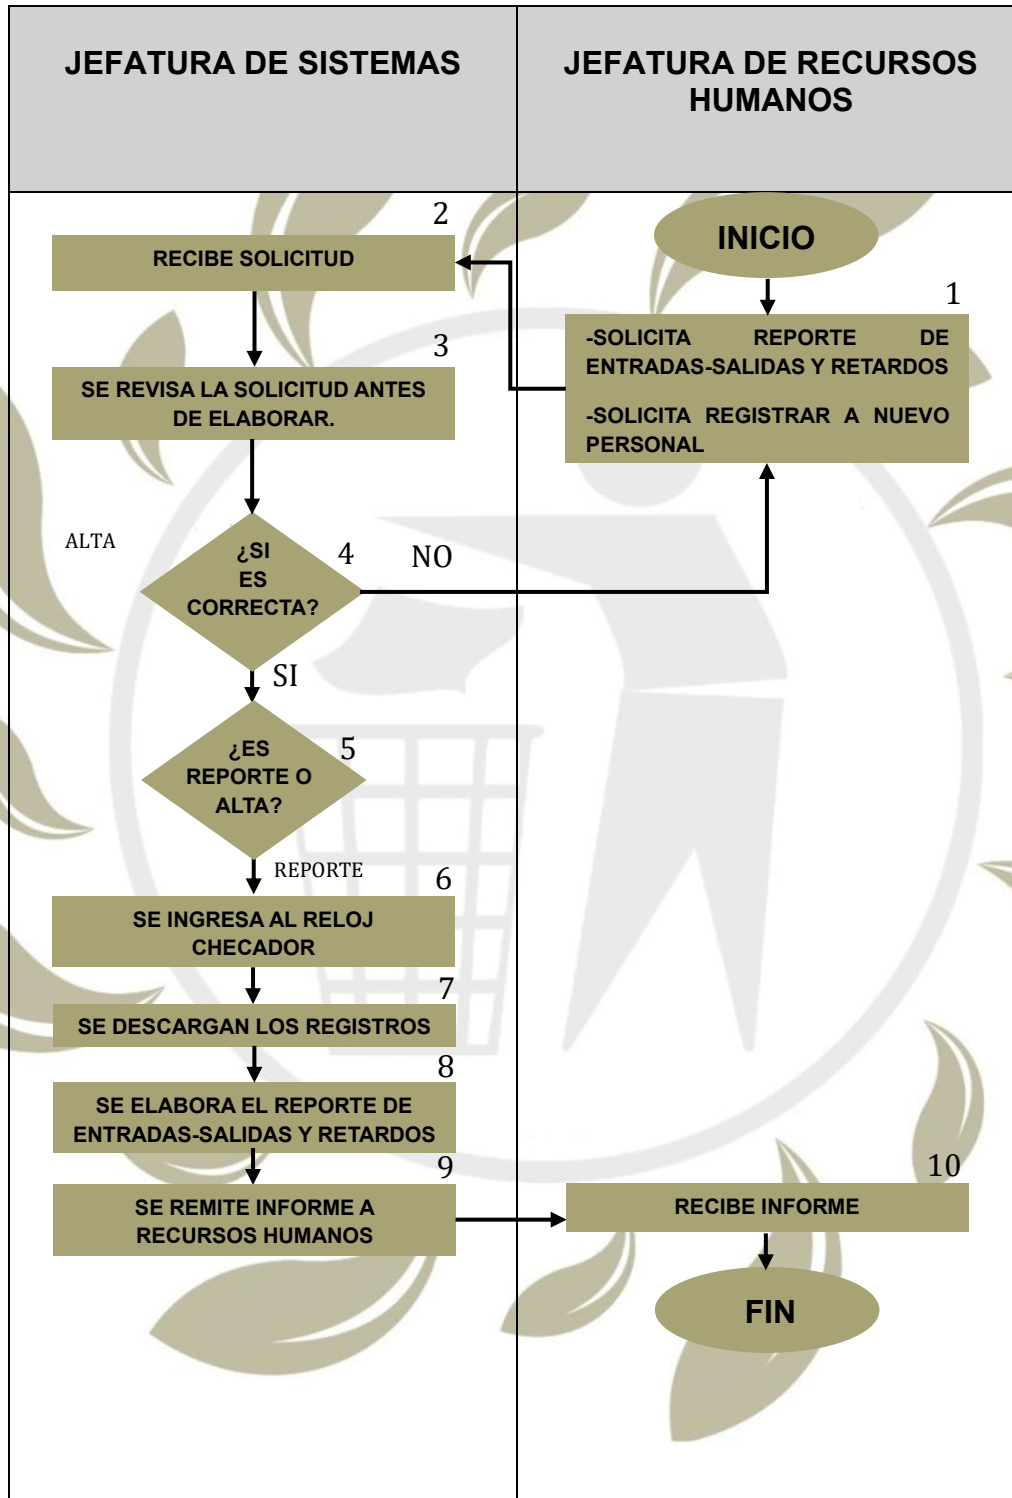 JEFATURA DE SISTEMAS
JEFATURA DE RECURSOS
HUMANOS
INICIO
1
-SOLICITA REPORTE DE
ENTRADAS-SALIDAS Y RETARDOS
-SOLICITA REGISTRAR A NUEVO
PERSONAL
2
RECIBE SOLICITUD
3
SE REVISA LA SOLICITUD ANTES
DE ELABORAR.
ALTA
¿SI
ES
CORRECTA?
4
NO
SI
¿ES
REPORTE O
ALTA?
5
REPORTE
6
SE INGRESA AL RELOJ
CHECADOR
7
SE DESCARGAN LOS REGISTROS
8
SE ELABORA EL REPORTE DE
ENTRADAS-SALIDAS Y RETARDOS
9
SE REMITE INFORME A
RECURSOS HUMANOS
10
RECIBE INFORME
FIN